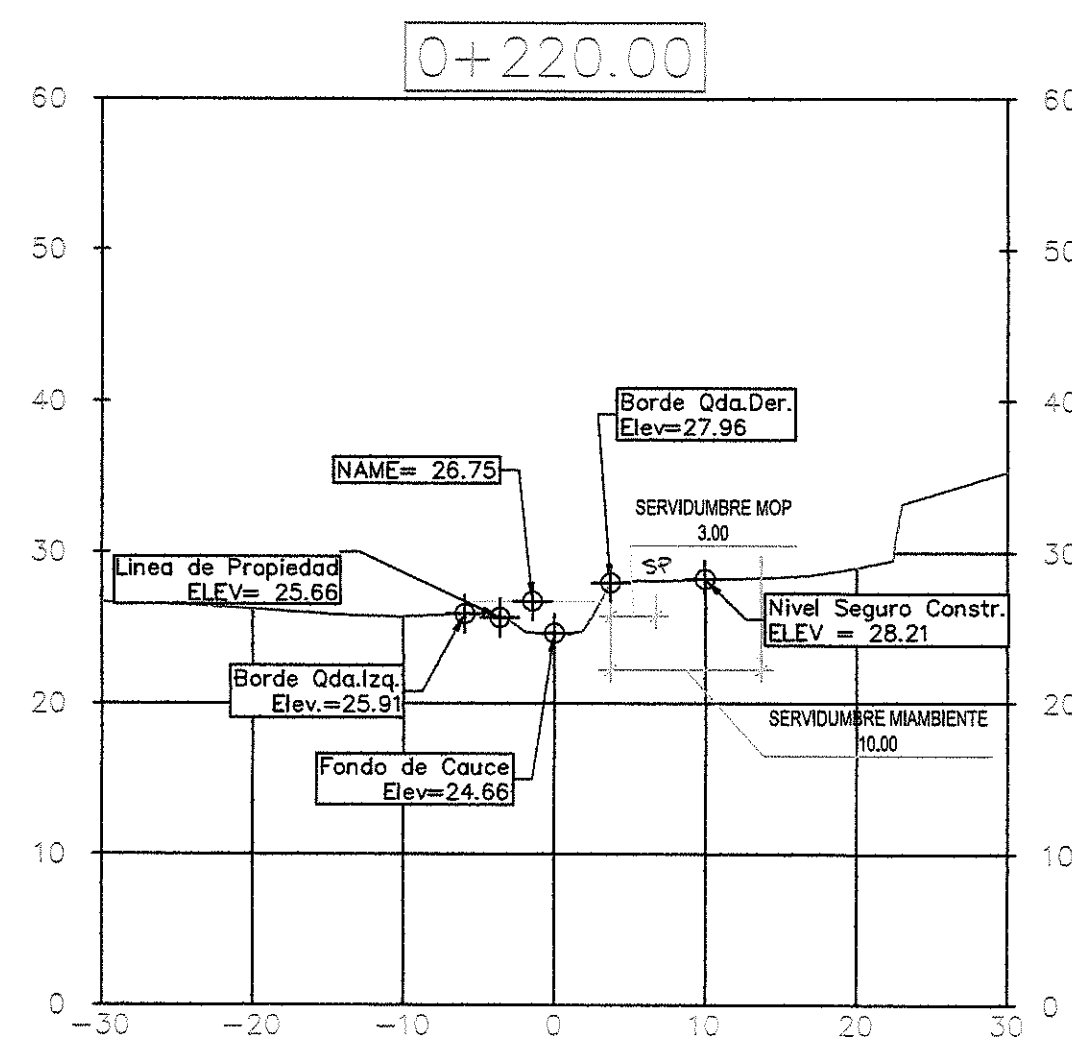 0+220.00
60
60
50
50
40
40
30
30
20
20
10
10
0
0
-30
-20
-10
0
10
20
30
Borde Qda.Der.
Elev=27.96
NAME= 26.75
SERVIDUMBRE MOP
3.00
SP
Linea de Propiedad
ELEV= 25.66
Nivel Seguro Constr.
ELEV = 28.21
Borde Qda.Izq.
Elev.=25.91
SERVIDUMBRE MIAMBIENTE
10.00
Fondo de Cauce
Elev=24.66